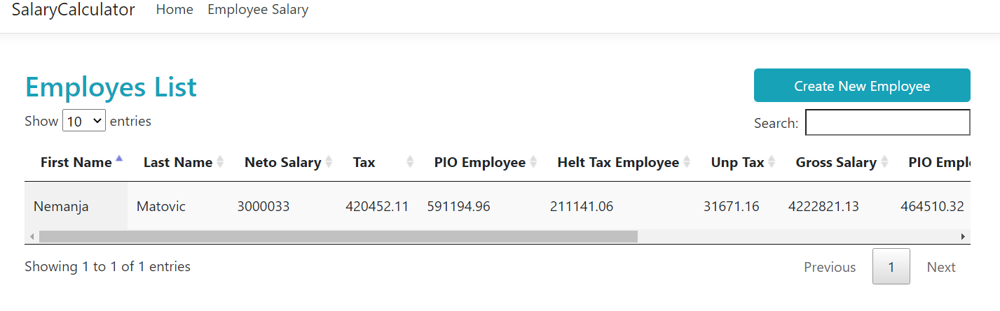 SalaryCalculator Home Employee Salary
Employes List Create New Employee
Show 10 entries Search:
First Name Last Name Neto Salary Tax PIO Employee Helt Tax Employee Unp Tax Gross Salary PIO Emplo
Nemanja Matovic 3000033 420452.11 591194.96 211141.06 31671.16 4222821.13 464510.32
Showing 1 to 1 of 1 entries Previous 1 Next